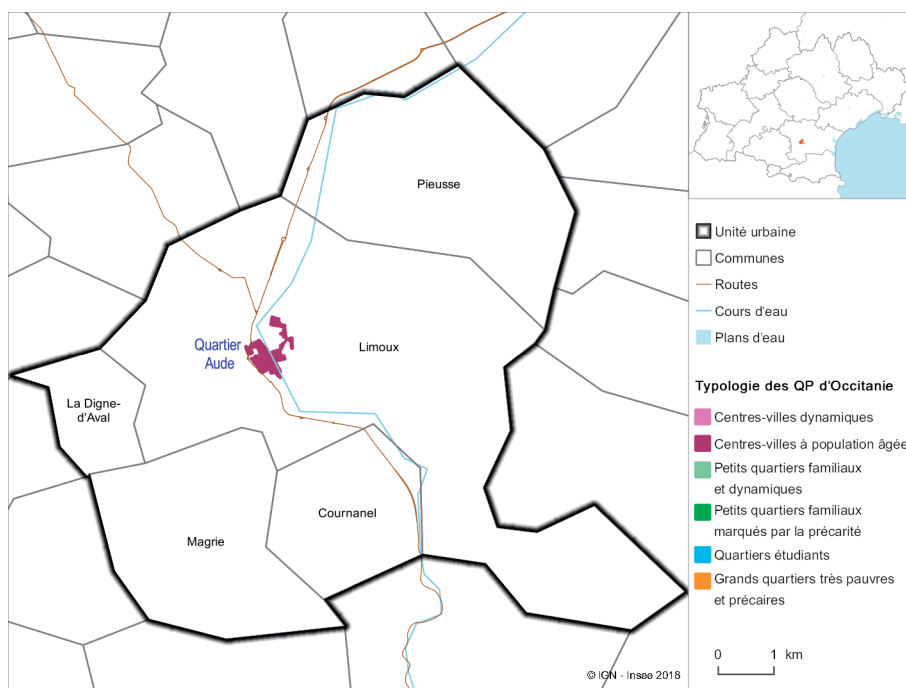 Pieusse
Quartier
Aude
Limoux
La Digne-
d'Aval
Cournanel
Magrie
© IGN - Insee 2018
Unité urbaine
Communes
Routes
Cours d'eau
Plans d'eau
Typologie des QP d'Occitanie
Centres-villes dynamiques
Centres-villes à population âgée
Petits quartiers familiaux
et dynamiques
Petits quartiers familiaux
marqués par la précarité
Quartiers étudiants
Grands quartiers très pauvres
et précaires
0 1 km